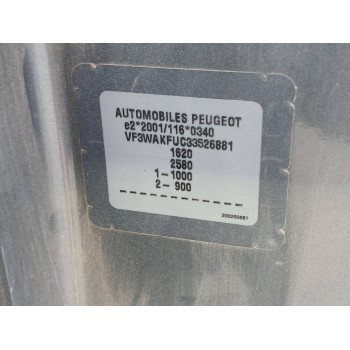 AUTOMOBILES PEUGEOT
e2*2001/116*0340
VF3WAKFUC33526881
1620
2580
1-1000
2-900